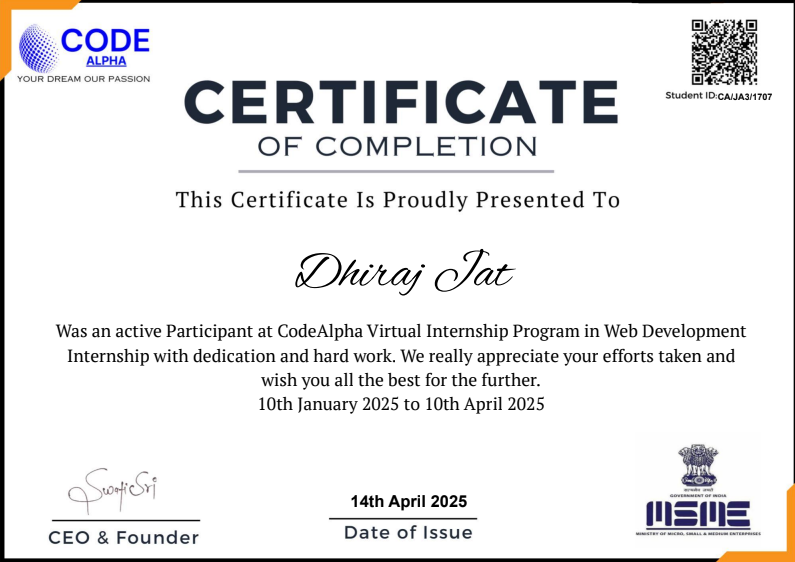 CODE
ALPHA
YOUR DREAM OUR PASSION
Student ID:CA/JA3/1707
CERTIFICATE
OF COMPLETION
This Certificate Is Proudly Presented To
Dhiraj Jat
Was an active Participant at CodeAlpha Virtual Internship Program in Web Development
Internship with dedication and hard work. We really appreciate your efforts taken and
wish you all the best for the further.
10th January 2025 to 10th April 2025
SwatiSri
CEO & Founder
14th April 2025
Date of Issue
सत्यमेव जयते
GOVERNMENT OF INDIA
MSME
MINISTRY OF MICRO, SMALL & MEDIUM ENTERPRISES